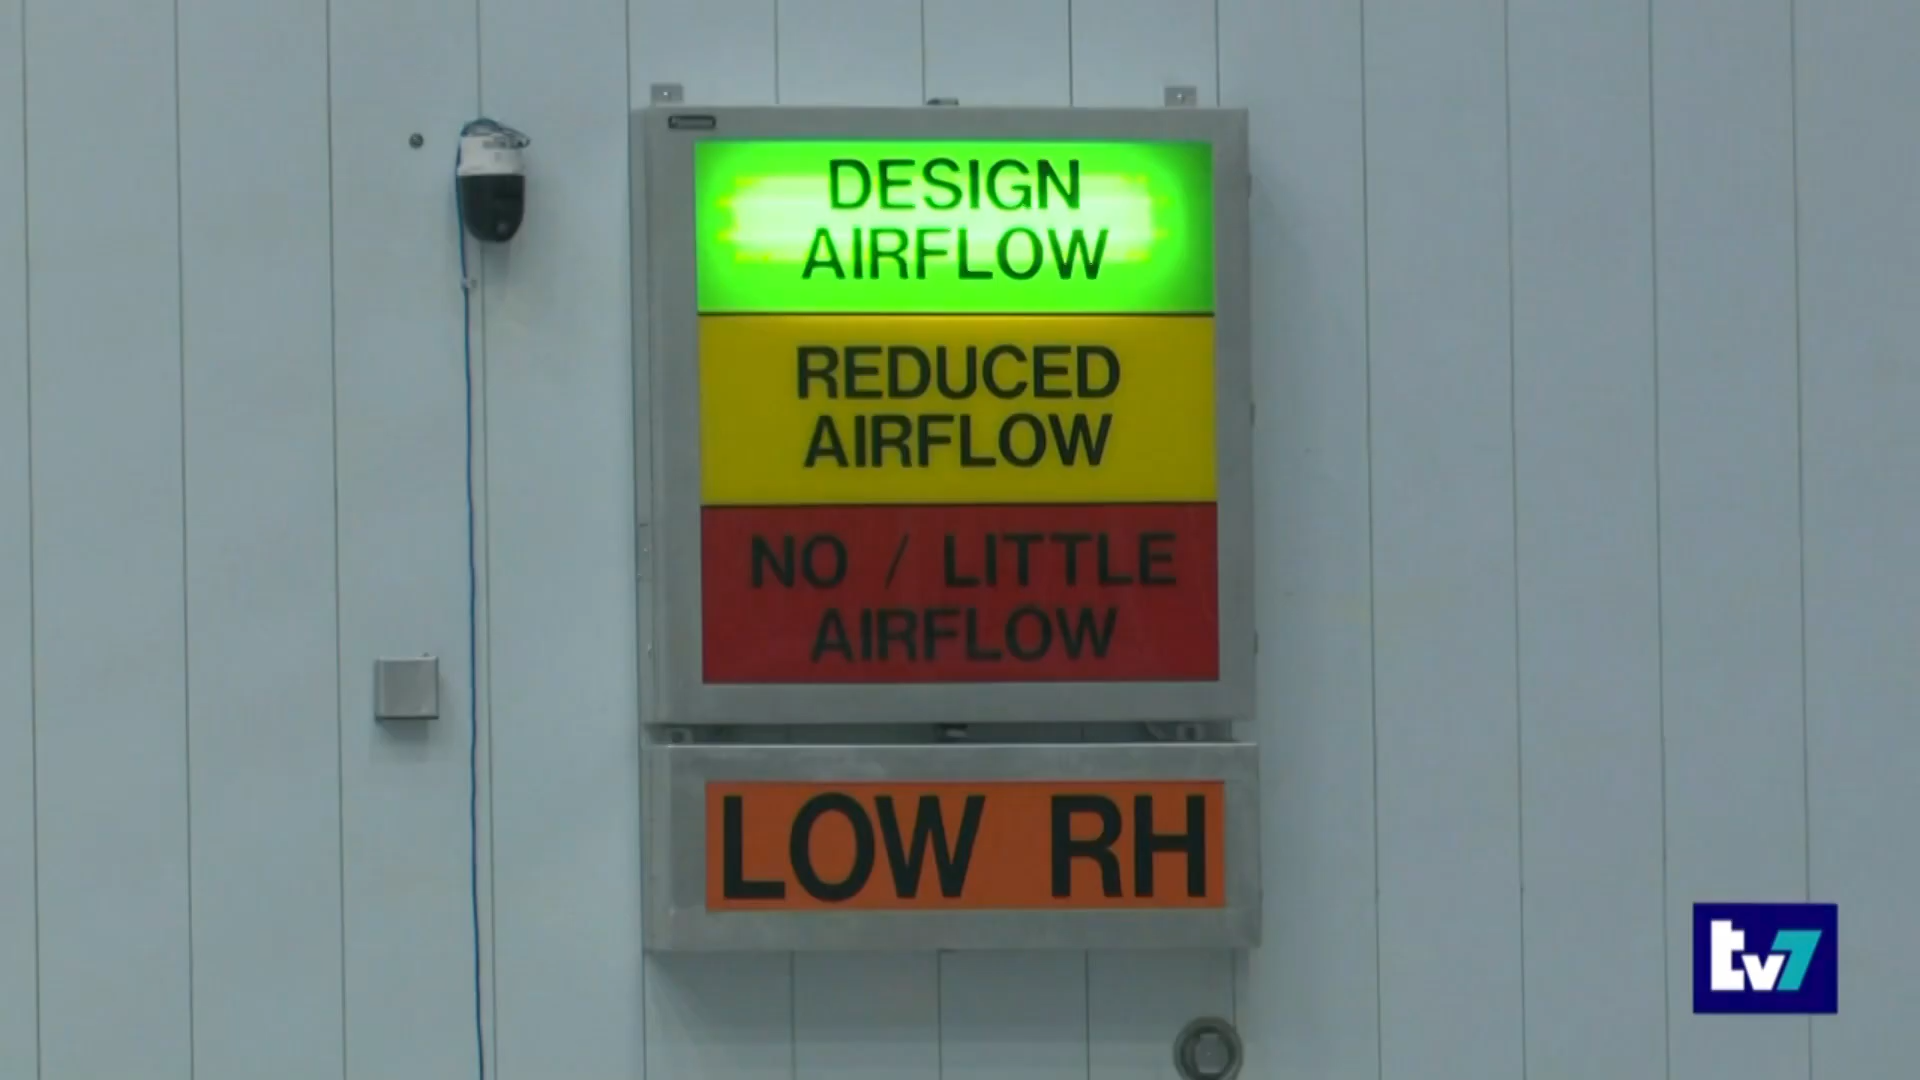 DESIGN
AIRFLOW
REDUCED
AIRFLOW
NO / LITTLE
AIRFLOW
LOW RH
tv7